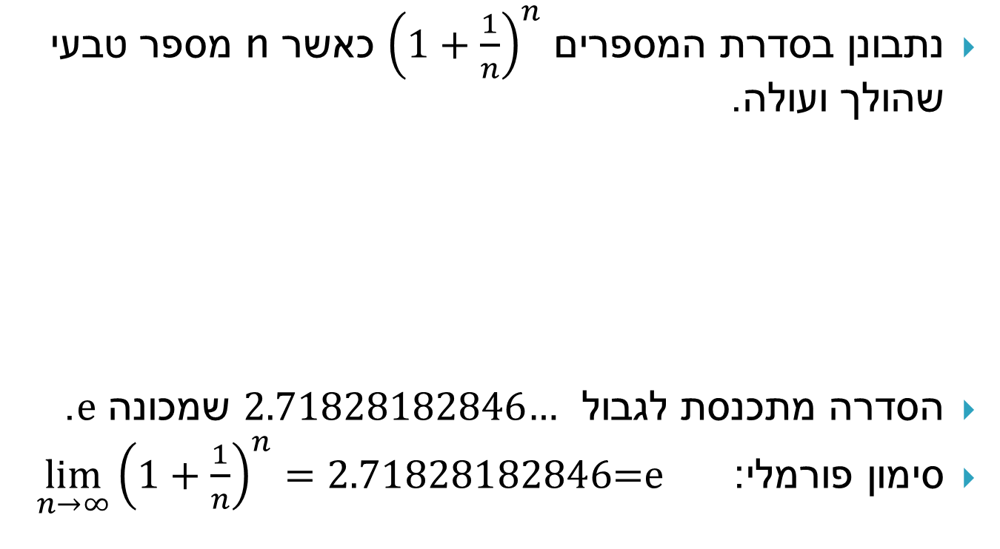 נתבונן בסדרת המספרים $\left(1+\frac{1}{n}\right)^n$ כאשר n מספר טבעי
שהולך ועולה.
הסדרה מתכנסת לגבול 2.71828182846... שמכונה e.
סימון פורמלי: $\lim_{n\to\infty}\left(1+\frac{1}{n}\right)^n = 2.71828182846=e$